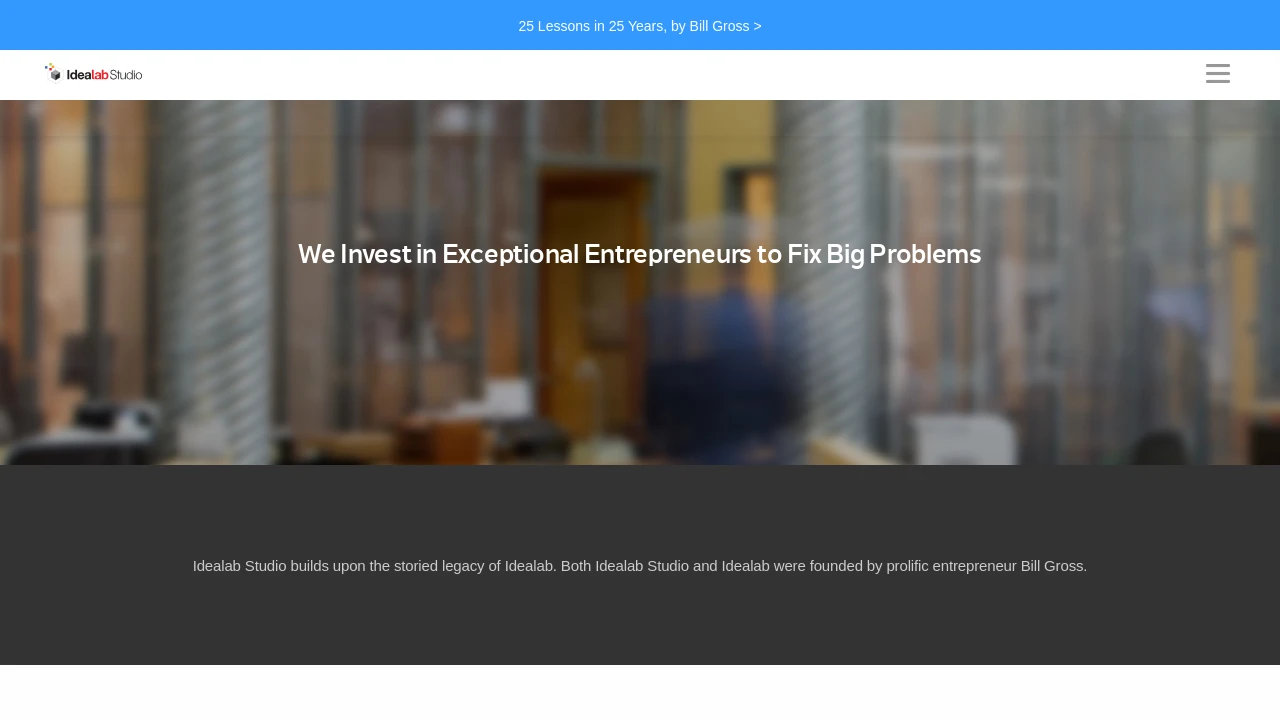 25 Lessons in 25 Years, by Bill Gross >
Idealab Studio
We Invest in Exceptional Entrepreneurs to Fix Big Problems
Idealab Studio builds upon the storied legacy of Idealab. Both Idealab Studio and Idealab were founded by prolific entrepreneur Bill Gross.